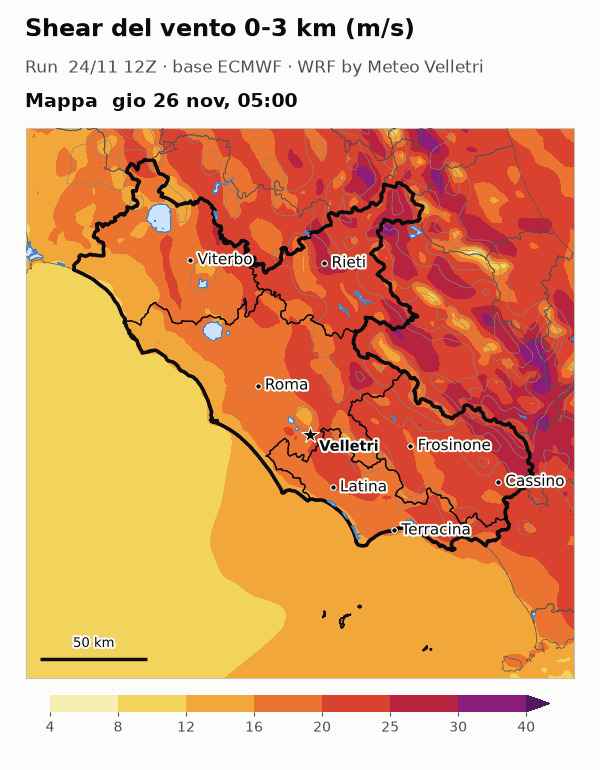 Shear del vento 0-3 km (m/s)
Run  24/11 12Z · base ECMWF · WRF by Meteo Velletri
Mappa  gio 26 nov, 05:00
Viterbo
Rieti
Roma
Velletri
Frosinone
Cassino
Latina
Terracina
50 km
4 8 12 16 20 25 30 40